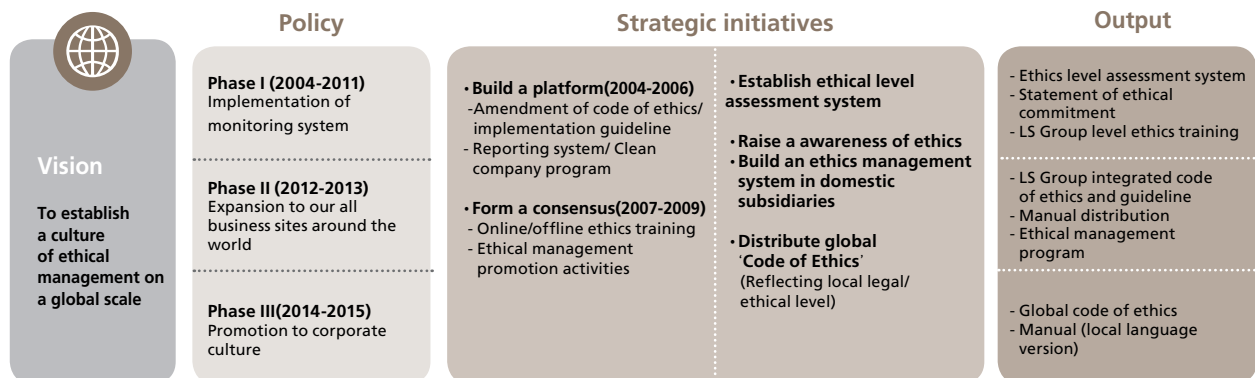 Policy
Strategic initiatives
Output
Vision
To establish
a culture
of ethical
management on
a global scale
Phase I (2004-2011)
Implementation of
monitoring system
Phase II (2012-2013)
Expansion to our all
business sites around the
world
Phase III(2014-2015)
Promotion to corporate
culture
· Build a platform(2004-2006)
-Amendment of code of ethics/
implementation guideline
- Reporting system/ Clean
company program
· Form a consensus(2007-2009)
- Online/offline ethics training
- Ethical management
promotion activities
· Establish ethical level
assessment system
· Raise a awareness of ethics
· Build an ethics management
system in domestic
subsidiaries
· Distribute global
'Code of Ethics'
(Reflecting local legal/
ethical level)
- Ethics level assessment system
- Statement of ethical
commitment
- LS Group level ethics training
- LS Group integrated code
of ethics and guideline
- Manual distribution
- Ethical management
program
- Global code of ethics
- Manual (local language
version)